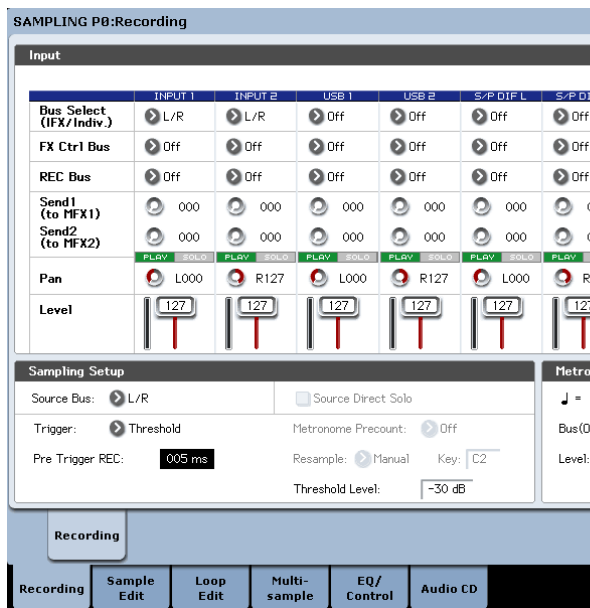 SAMPLING P0:Recording
Input
INPUT 1 INPUT 2 USB 1 USB 2 S/P DIF L S/P DI
Bus Select (IFX/Indiv.) L/R L/R Off Off Off Off
FX Ctrl Bus Off Off Off Off Off Off
REC Bus Off Off Off Off Off Off
Send1 (to MFX1) 000 000 000 000 000
Send2 (to MFX2) 000 000 000 000 000
PLAY SOLO PLAY SOLO PLAY SOLO PLAY SOLO PLAY SOLO PLAY
Pan L000 R127 L000 R127 L000 R
Level 127 127 127 127 127 12
Sampling Setup Metro
Source Bus: L/R Source Direct Solo ♩ =
Trigger: Threshold Metronome Precount: Off Bus(O
Pre Trigger REC: 005 ms Resample: Manual Key: C2 Level:
Threshold Level: -30 dB
Recording
Recording Sample Edit Loop Edit Multi-sample EQ/Control Audio CD